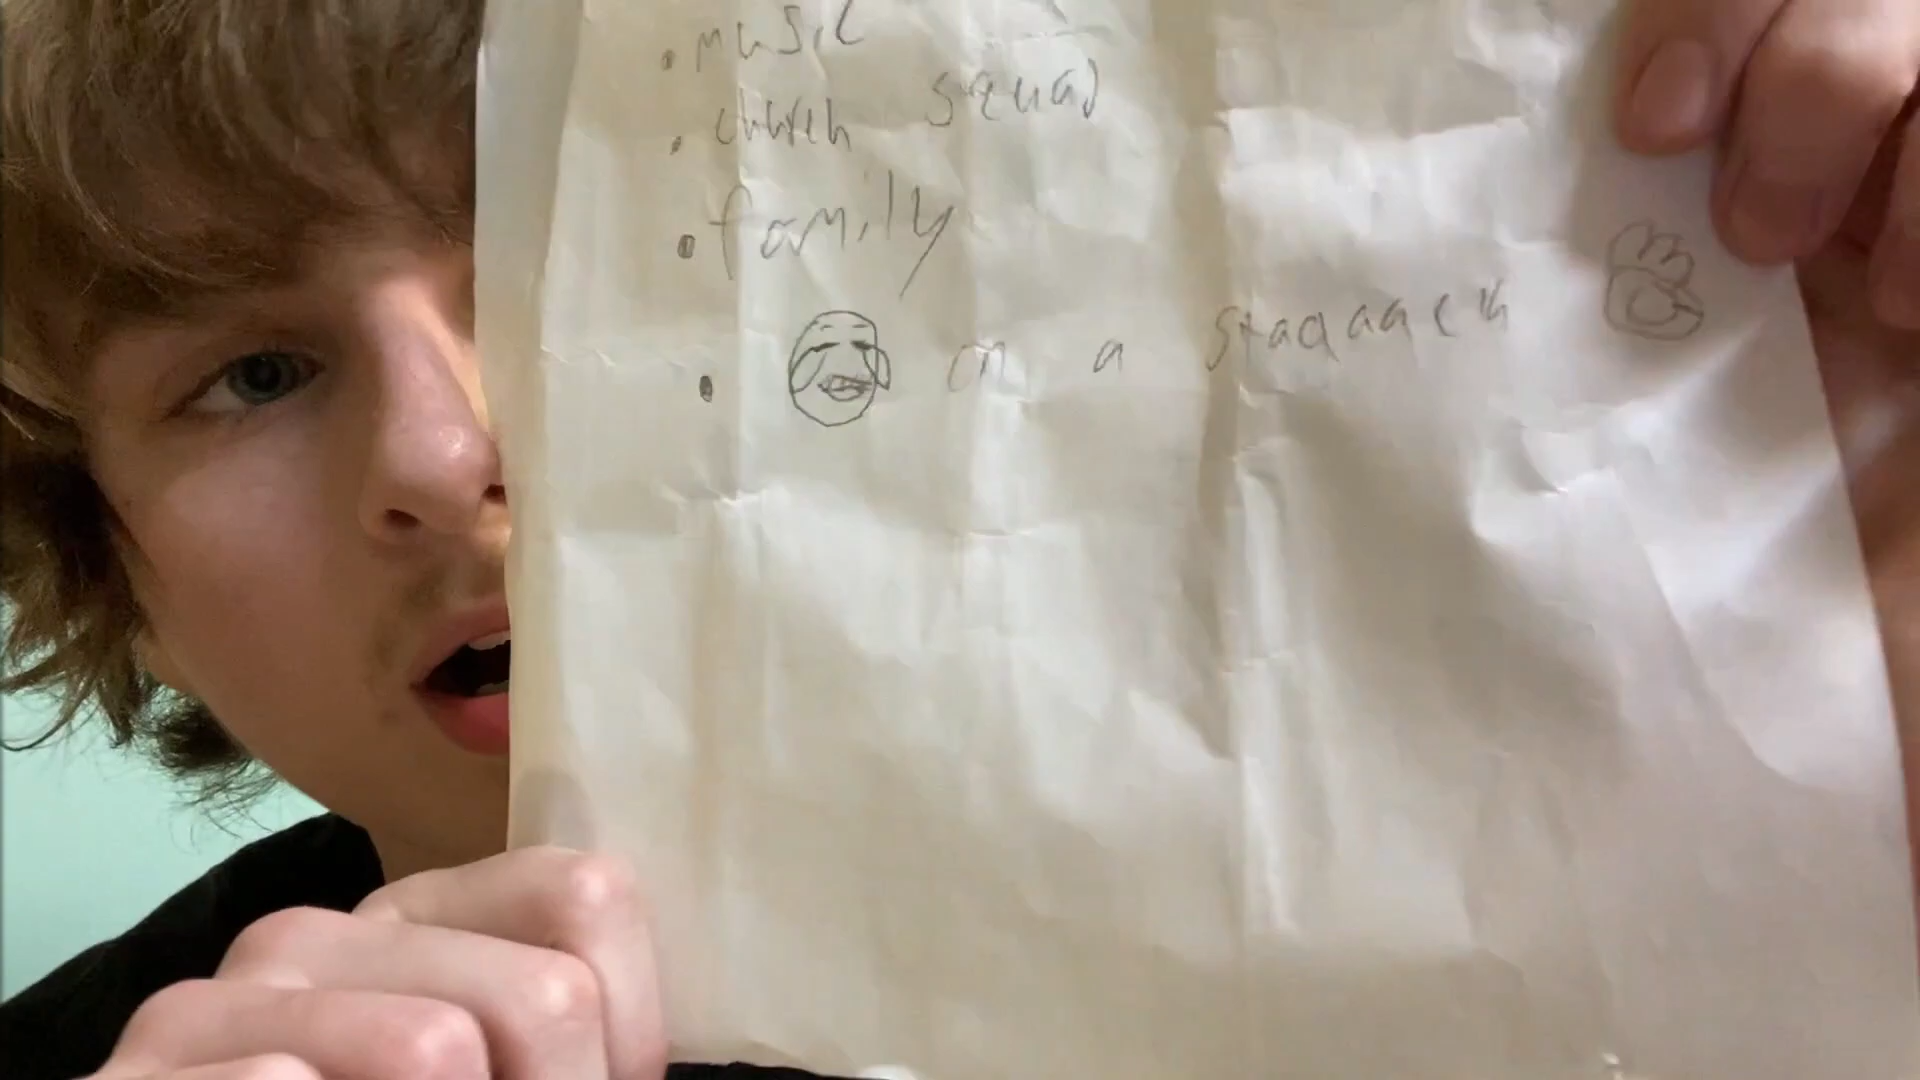 • music
• church squad
• family
• on a staaaack